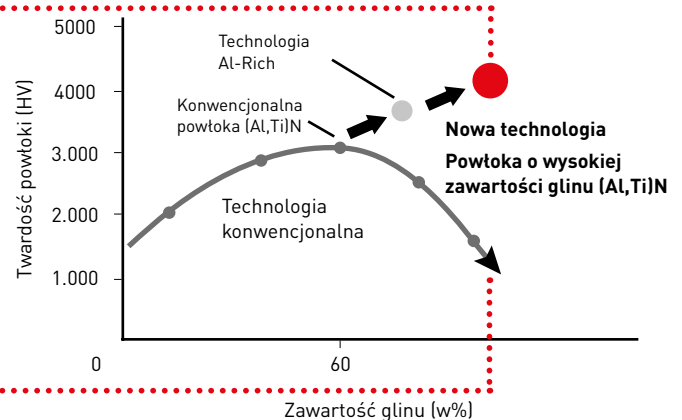 5000
4000
3.000
2.000
1.000
0
60
Twardość powłoki (HV)
Technologia
Al-Rich
Konwencjonalna
powłoka (Al,Ti)N
Nowa technologia
Powłoka o wysokiej
zawartości glinu (Al,Ti)N
Technologia
konwencjonalna
Zawartość glinu (w%)